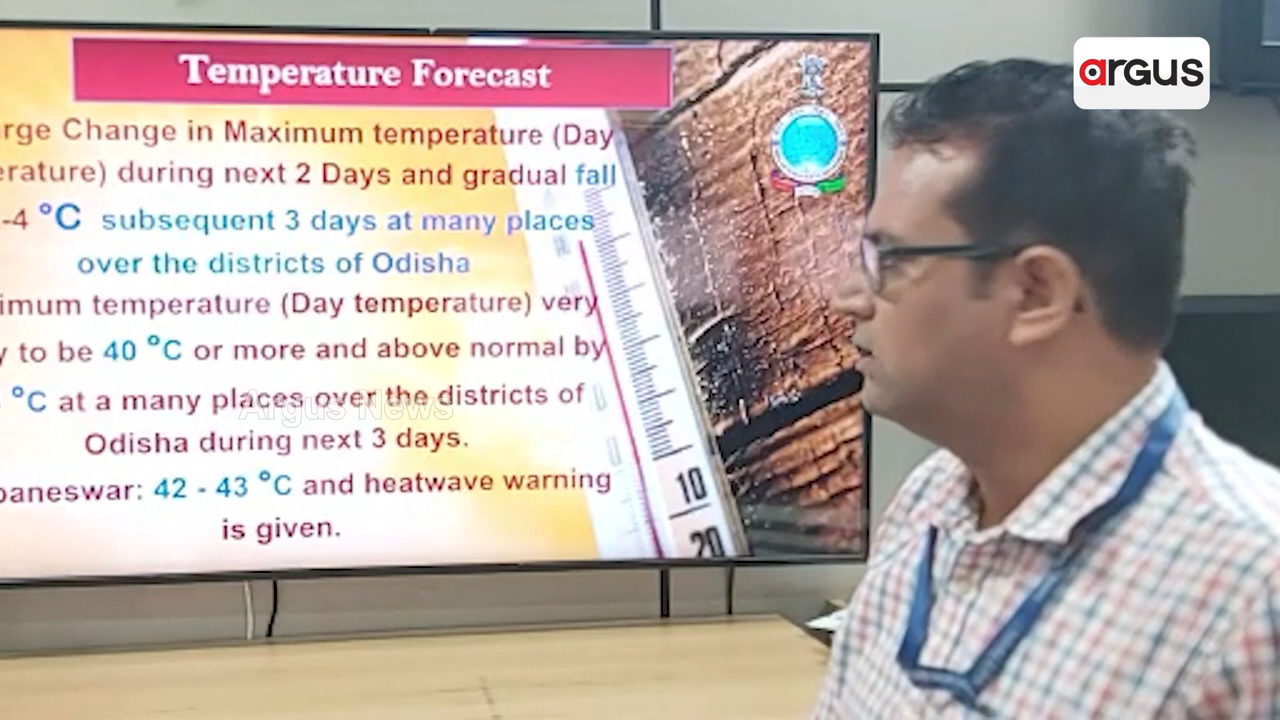 argus
Temperature Forecast
rge Change in Maximum temperature (Day
erature) during next 2 Days and gradual fall
-4 °C subsequent 3 days at many places
over the districts of Odisha
imum temperature (Day temperature) very
y to be 40 °C or more and above normal by
°C at a many places over the districts of
Argus News
Odisha during next 3 days.
baneswar: 42 - 43 °C and heatwave warning
is given.
10
20